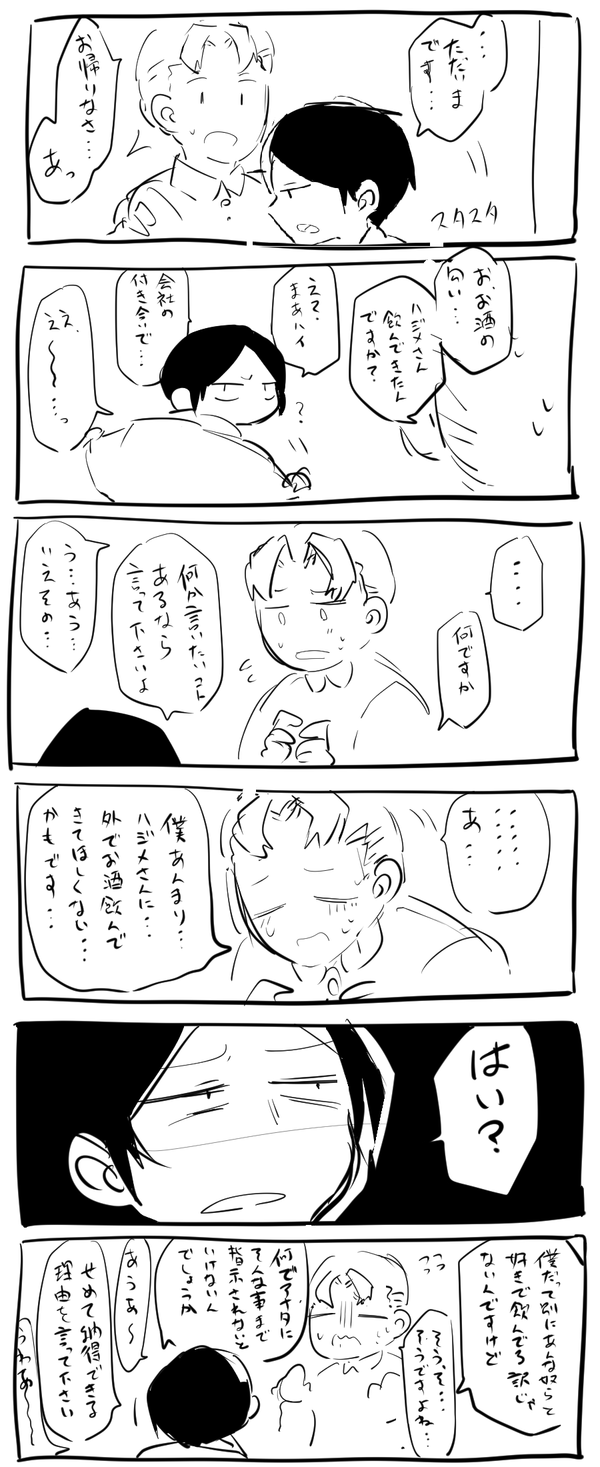 …ただいま
です…
お帰りなさ…
あっ
スタスタ
お、お酒の
匂い…
ハジメさん
飲んできたん
ですか？
ええ、
まあハイ
会社の
付き合いで…
？
ええ、
〜〜…っ
…
何ですか
何か言いたいコト
あるなら
言って下さいよ
う…あう…
いえその…
……
あ…
僕あんまり…
ハジメさんに…
外でお酒飲んで
きてほしくない…
かもです…
はい？
僕だって別にあんな奴らと
好きで飲んでる訳じゃ
ないんですけど
そうっそ…
そうですよね…
何でアナタに
そんな事まで
指示されないと
いけないん
でしょうか
あうあ〜
せめて納得できる
理由を言って下さい
うわあ〜